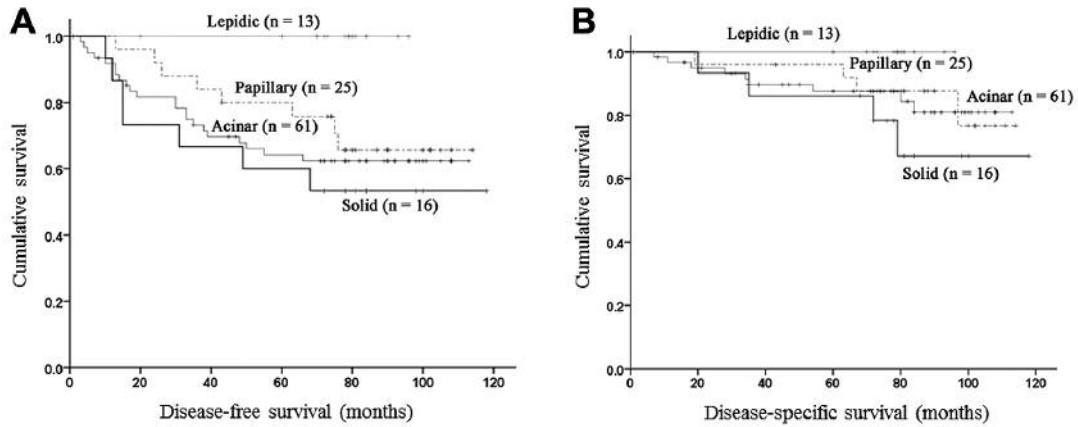 A
Lepidic (n = 13)
Papillary (n = 25)
Acinar (n = 61)
Solid (n = 16)
Cumulative survival
1.0
0.8
0.6
0.4
0.2
0.0
0 20 40 60 80 100 120
Disease-free survival (months)
B
Lepidic (n = 13)
Papillary (n = 25)
Acinar (n = 61)
Solid (n = 16)
Cumulative survival
1.0
0.8
0.6
0.4
0.2
0.0
0 20 40 60 80 100 120
Disease-specific survival (months)